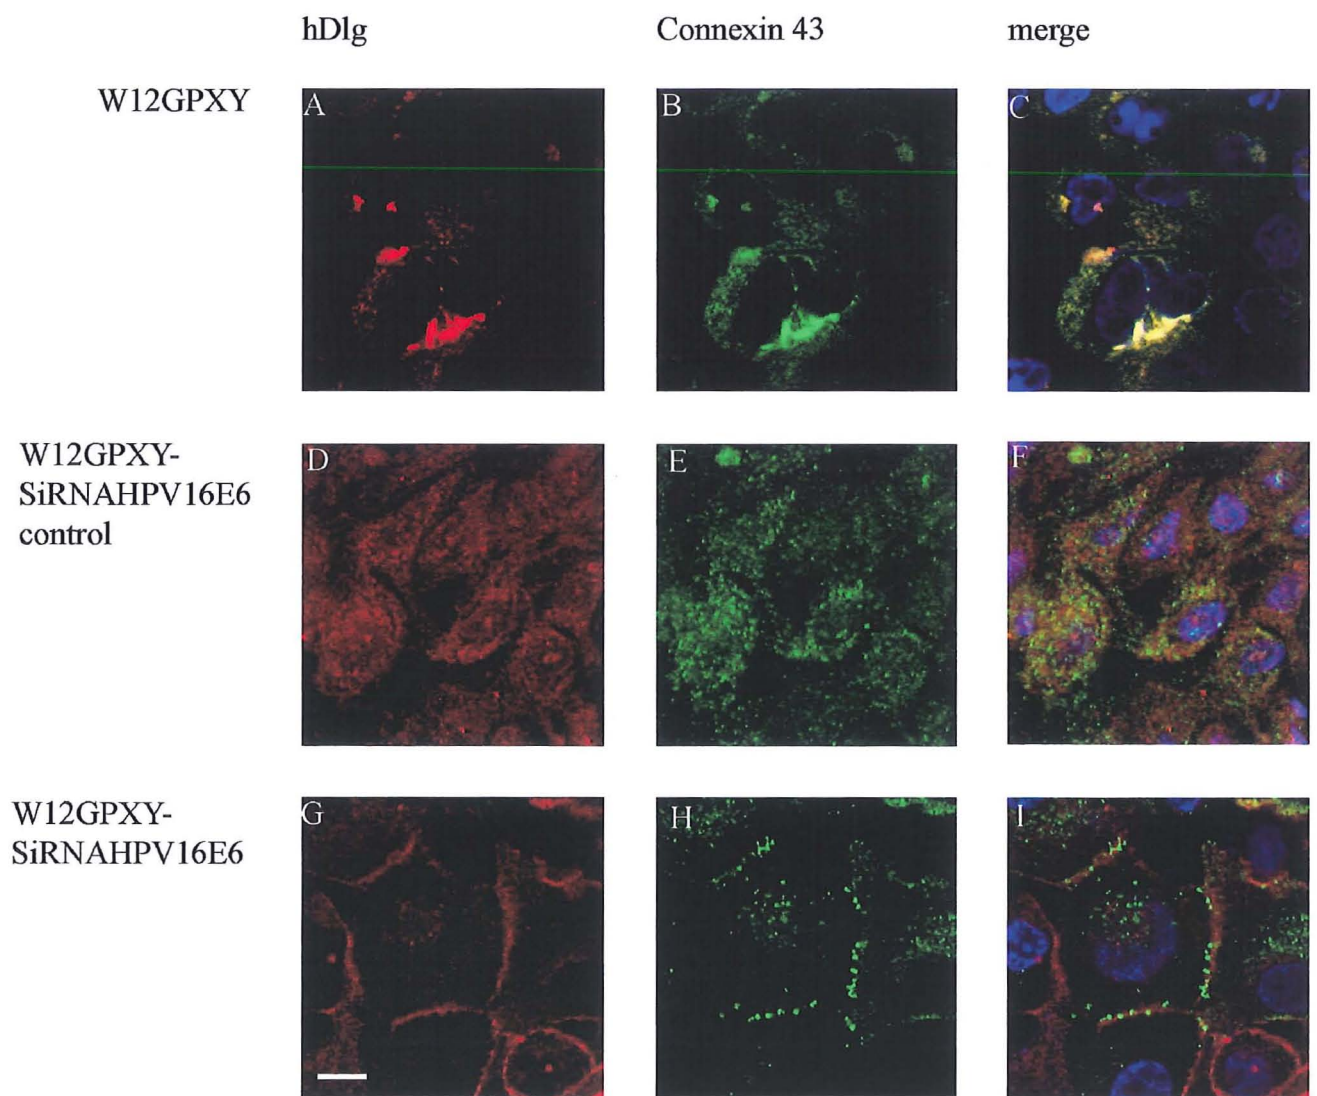 hDlg
Connexin 43
merge
W12GPXY
A
B
C
W12GPXY-
SiRNAHPV16E6
control
D
E
F
W12GPXY-
SiRNAHPV16E6
G
H
I